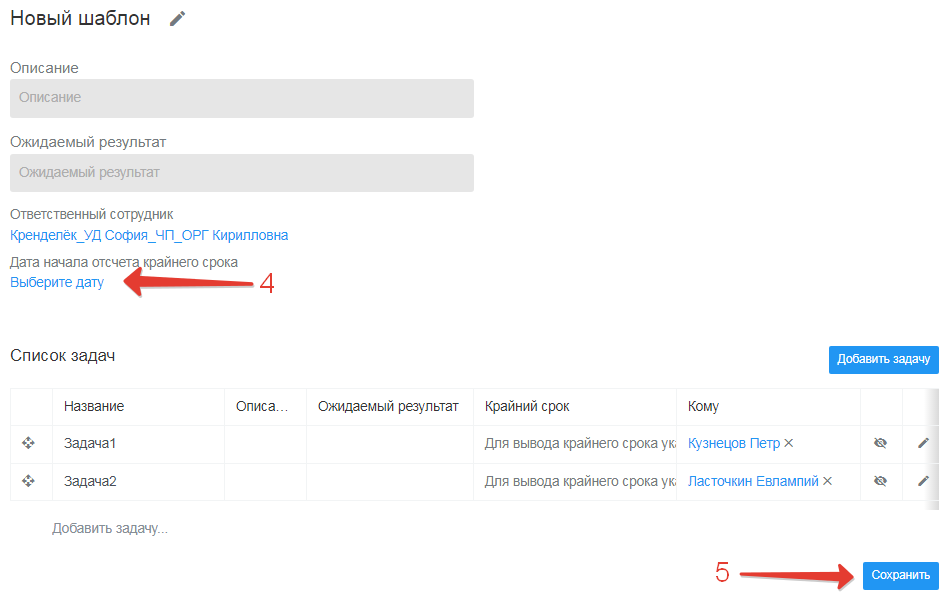 Новый шаблон
Описание
Описание
Ожидаемый результат
Ожидаемый результат
Ответственный сотрудник
Кренделёк_УД София_ЧП_ОРГ Кирилловна
Дата начала отсчета крайнего срока
Выберите дату
4
Список задач
Добавить задачу
Название Описа... Ожидаемый результат Крайний срок Кому
Задача1 Для вывода крайнего срока ука Кузнецов Петр
Задача2 Для вывода крайнего срока ука Ласточкин Евлампий
Добавить задачу...
5 Сохранить